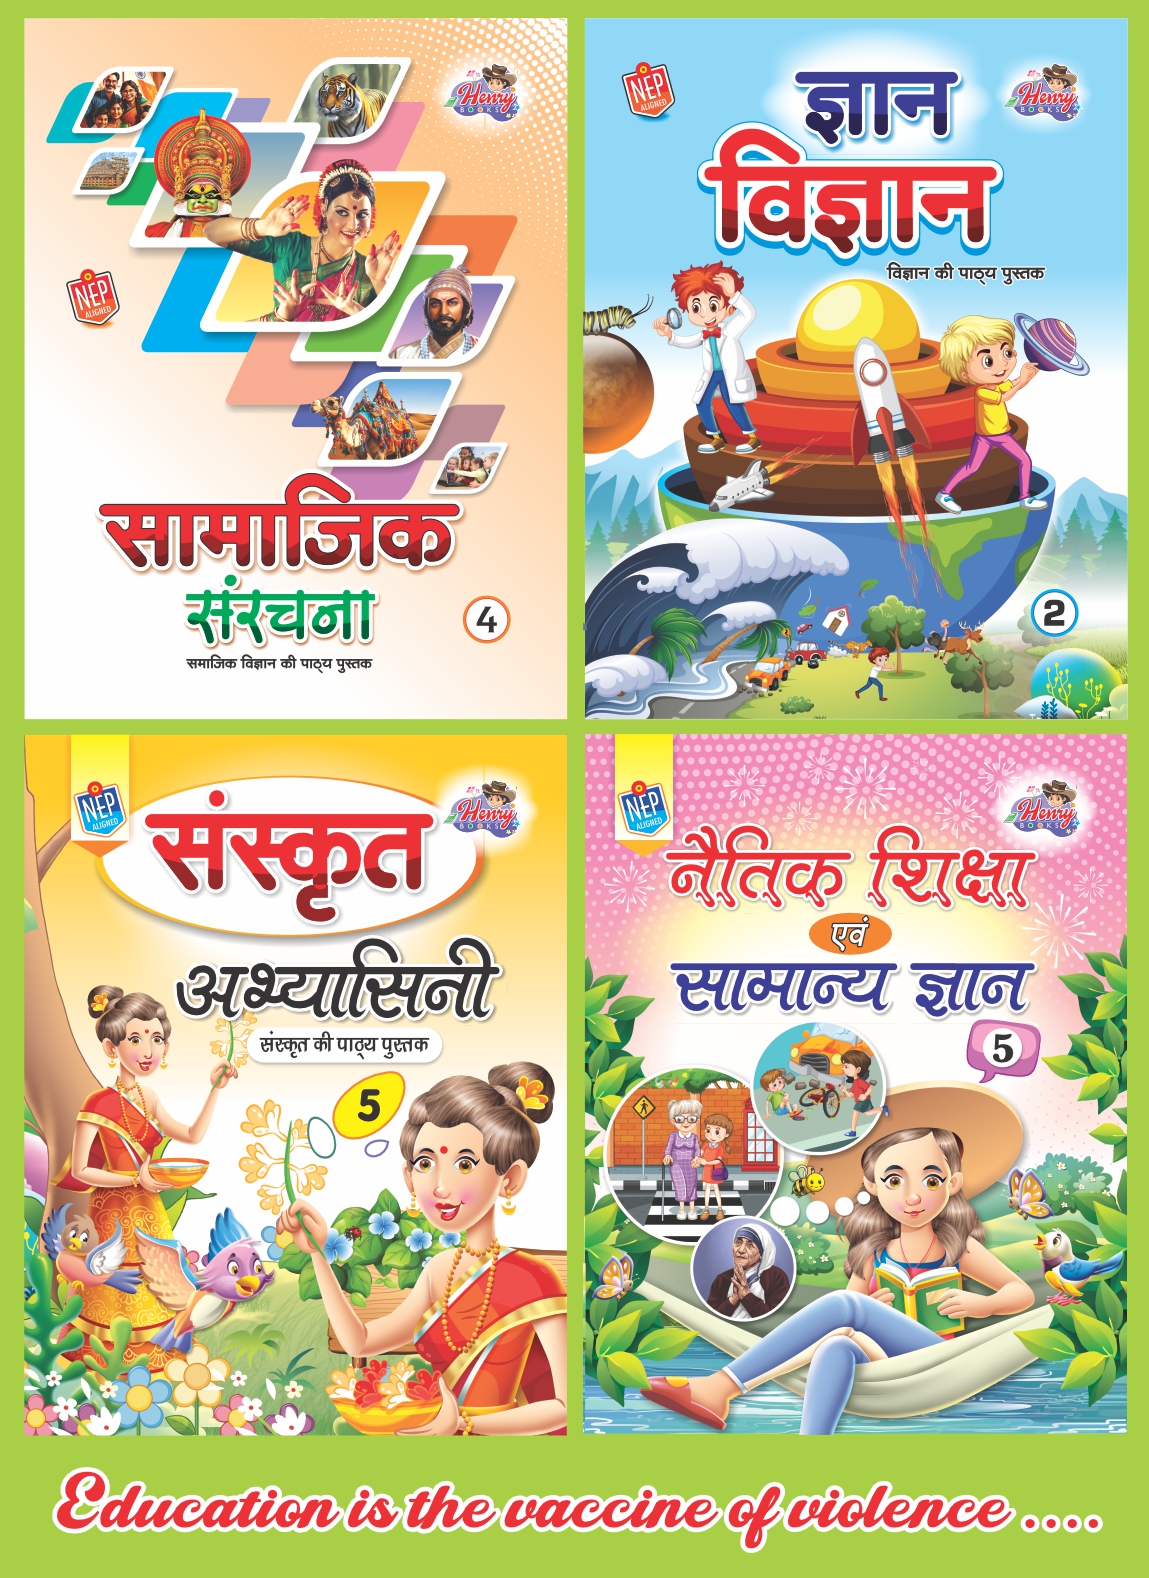 Henry
BOOKS
NEP
ALIGNED
सामाजिक
संरचना
4
समाजिक विज्ञान की पाठ्य पुस्तक
NEP
ALIGNED
Henry
BOOKS
ज्ञान
विज्ञान
विज्ञान की पाठ्य पुस्तक
2
NEP
ALIGNED
Henry
BOOKS
संस्कृत
अभ्यासिनी
संस्कृत की पाठ्य पुस्तक
5
NEP
ALIGNED
Henry
BOOKS
नैतिक शिक्षा
एवं
सामान्य ज्ञान
5
Education is the vaccine of violence ....